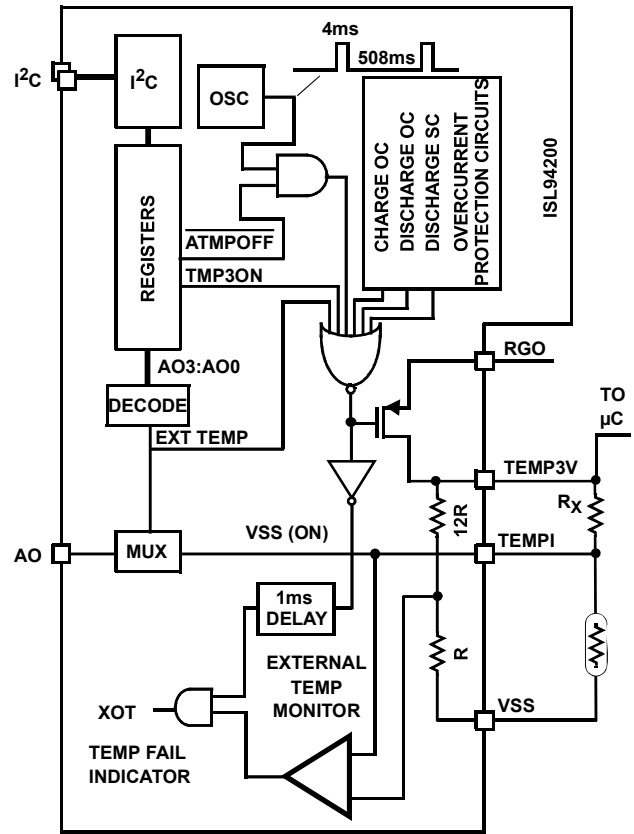 4ms
508ms
I²C
I²C
OSC
CHARGE OC
DISCHARGE OC
DISCHARGE SC
OVERCURRENT
PROTECTION CIRCUITS
ISL94200
REGISTERS
ATMPOFF
TMP3ON
AO3:AO0
RGO
DECODE
TO
µC
EXT TEMP
TEMP3V
12R
RX
VSS (ON)
AO
MUX
TEMPI
1ms
DELAY
R
EXTERNAL
TEMP
MONITOR
VSS
XOT
TEMP FAIL
INDICATOR